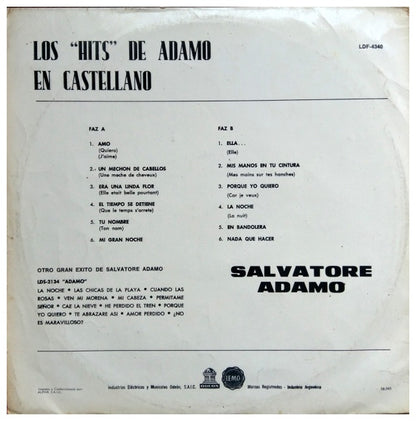 LOS "HITS" DE ADAMO
EN CASTELLANO
LDF-4340
FAZ A
1. AMO
(Quiero)
(J'aime)
2. UN MECHON DE CABELLOS
(Une meche de cheveux)
3. ERA UNA LINDA FLOR
(Elle etait belle pourtant)
4. EL TIEMPO SE DETIENE
(Que le temps s'arrete)
5. TU NOMBRE
(Ton nom)
6. MI GRAN NOCHE
FAZ B
1. ELLA...
(Elle)
2. MIS MANOS EN TU CINTURA
(Mes mains sur tes hanches)
3. PORQUE YO QUIERO
(Car je veux)
4. LA NOCHE
(La nuit)
5. EN BANDOLERA
6. NADA QUE HACER
OTRO GRAN EXITO DE SALVATORE ADAMO
LDS-2134 "ADAMO"
LA NOCHE • LAS CHICAS DE LA PLAYA • CUANDO LAS
ROSAS • VEN MI MORENA • MI CABEZA • PERMITAME
SEÑOR • CAE LA NIEVE • HE PERDIDO EL TREN • PORQUE
YO QUIERO • TE ABRAZARE ASI • AMOR PERDIDO • ¿NO
ES MARAVILLOSO?
SALVATORE
ADAMO
Industrias Eléctricas y Musicales Odeón, S.A.I.C.
ODEON
IEMO
Marcas Registradas - Industria Argentina